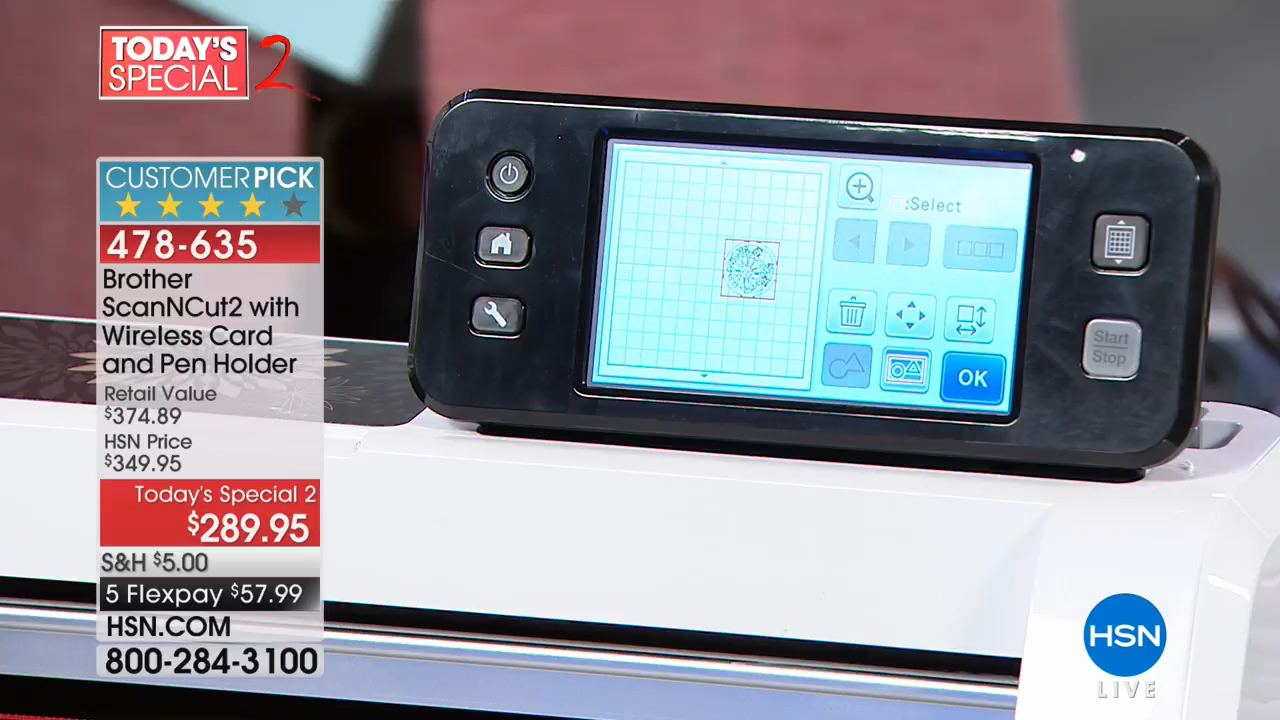 TODAY'S
SPECIAL 2
CUSTOMER PICK
478-635
Brother
ScanNCut2 with
Wireless Card
and Pen Holder
Retail Value
$374.89
HSN Price
$349.95
Today's Special 2
$289.95
S&H $5.00
5 Flexpay $57.99
HSN.COM
800-284-3100
:Select
OK
Start
Stop
HSN
LIVE